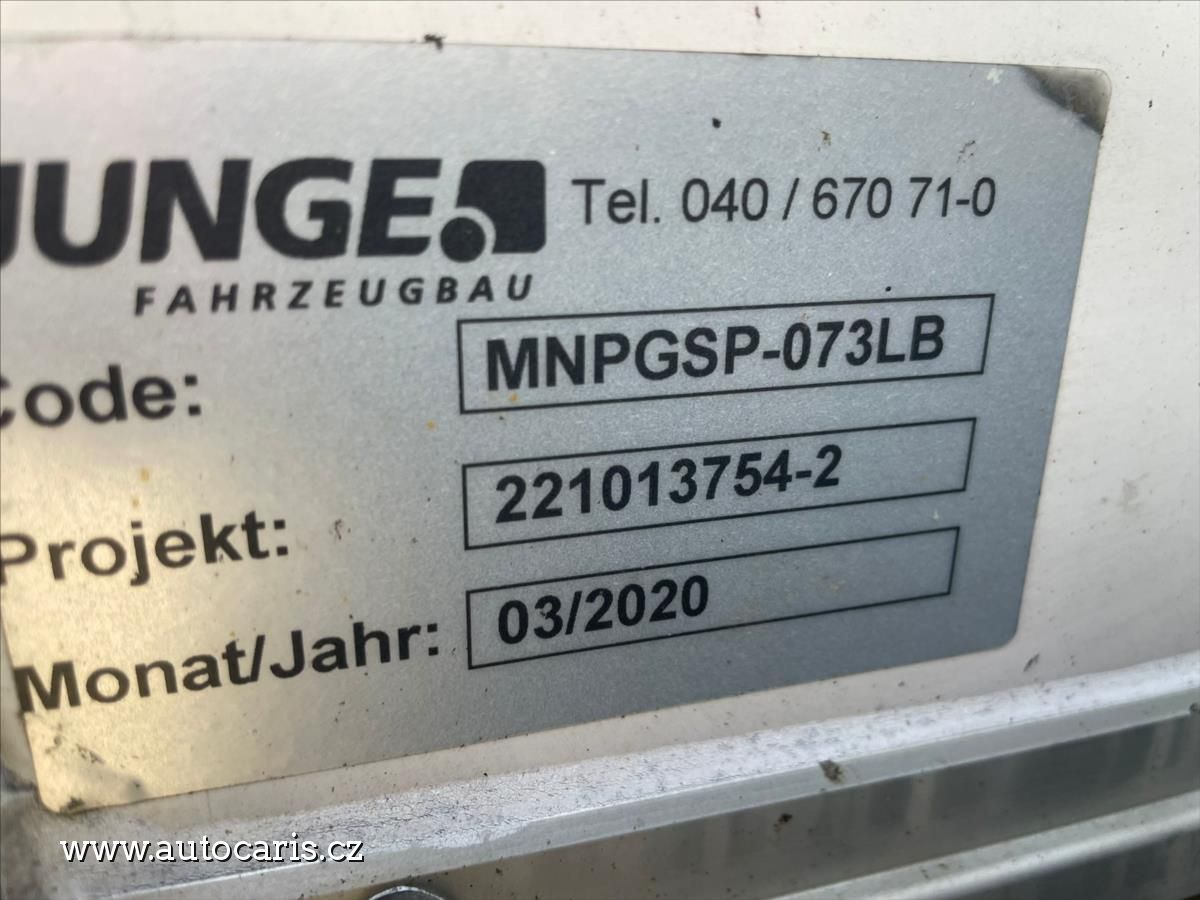 JUNGE
Tel. 040 / 670 71-0
FAHRZEUGBAU
Code: MNPGSP-073LB
Projekt: 221013754-2
Monat/Jahr: 03/2020
www.autocaris.cz